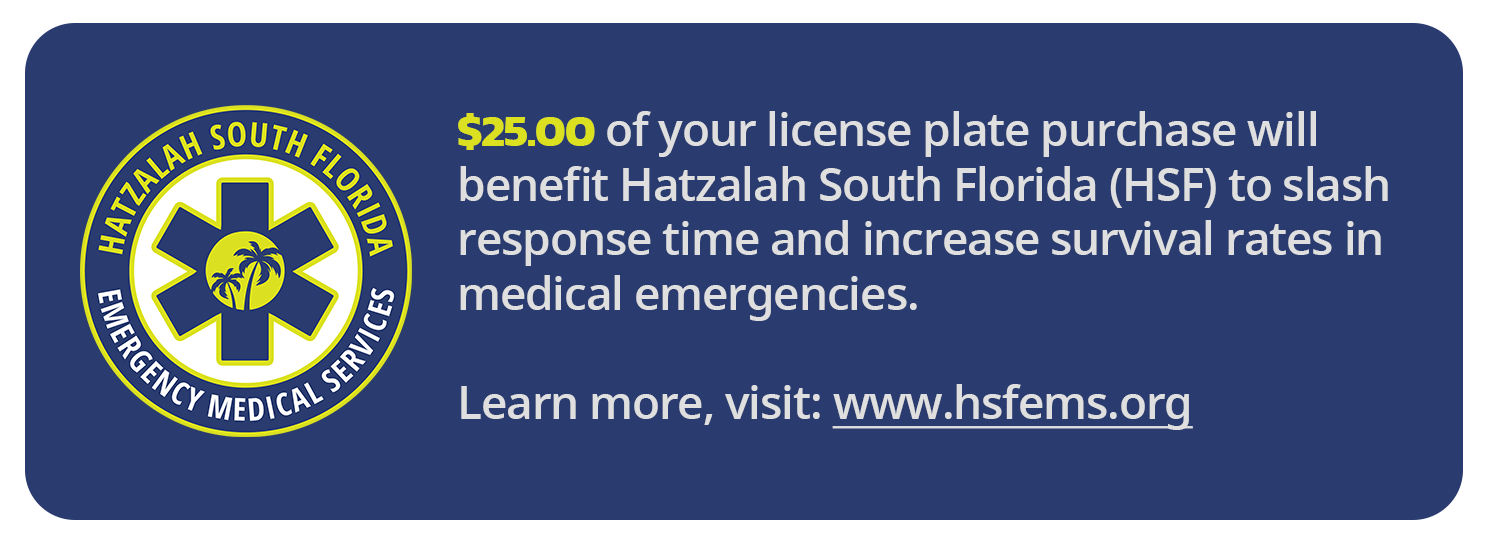 HATZALAH SOUTH FLORIDA
EMERGENCY MEDICAL SERVICES
$25.00 of your license plate purchase will
benefit Hatzalah South Florida (HSF) to slash
response time and increase survival rates in
medical emergencies.
Learn more, visit: www.hsfems.org